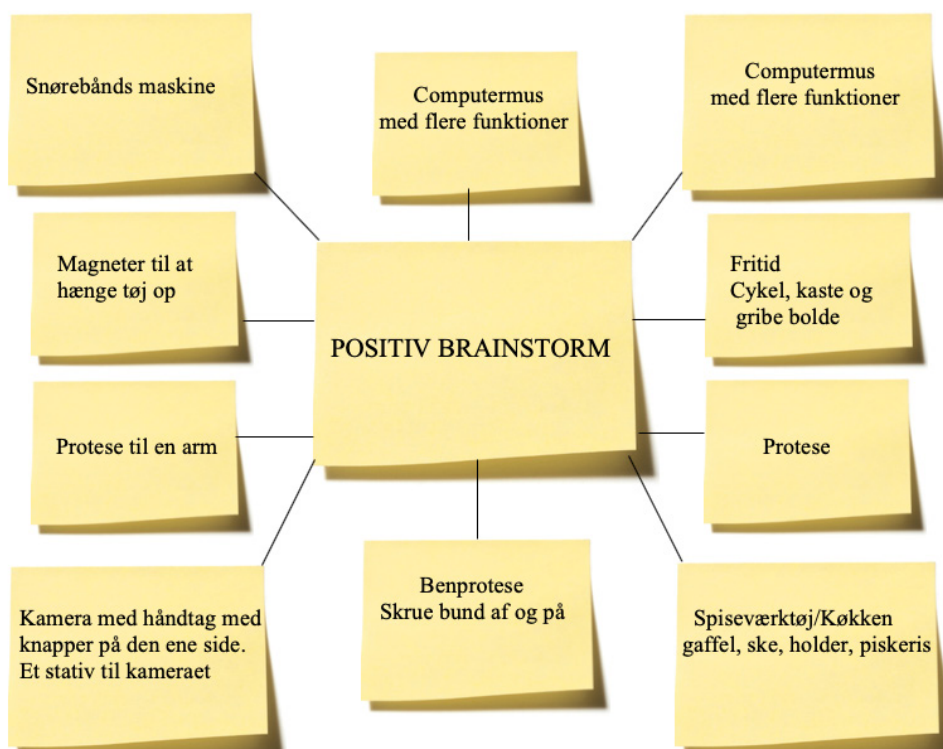 Snørebånds maskine
Computermus
med flere funktioner
Computermus
med flere funktioner
Magneter til at
hænge tøj op
POSITIV BRAINSTORM
Fritid
Cykel, kaste og
gribe bolde
Protese til en arm
Protese
Kamera med håndtag med
knapper på den ene side.
Et stativ til kameraet
Benprotese
Skrue bund af og på
Spiseværktøj/Køkken
gaffel, ske, holder, piskeris